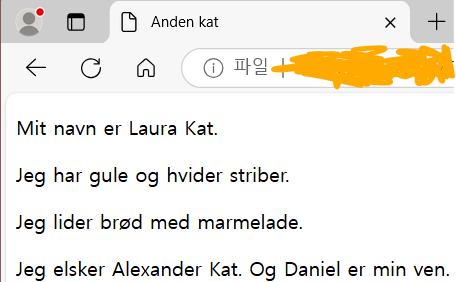 Anden kat
파일
Mit navn er Laura Kat.
Jeg har gule og hvider striber.
Jeg lider brød med marmelade.
Jeg elsker Alexander Kat. Og Daniel er min ven.